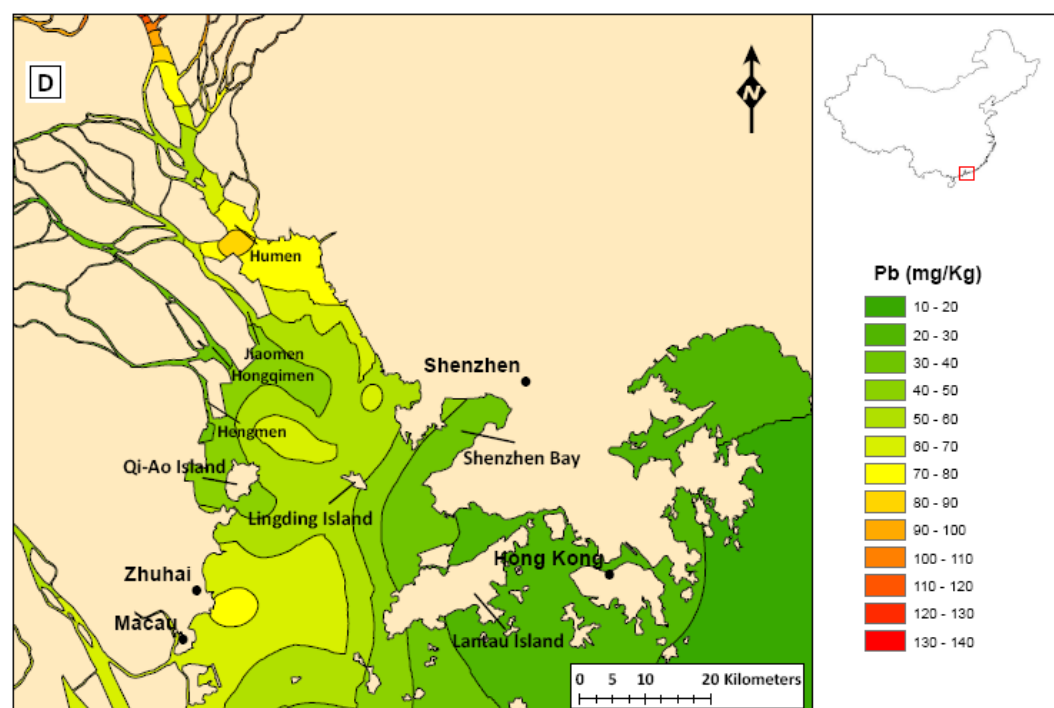 D
N
Humen
Jiaomen
Hongqimen
Shenzhen
Hengmen
Shenzhen Bay
Qi-Ao Island
Lingding Island
Hong Kong
Zhuhai
Macau
Lantau Island
0 5 10 20 Kilometers
Pb (mg/Kg)
10 - 20
20 - 30
30 - 40
40 - 50
50 - 60
60 - 70
70 - 80
80 - 90
90 - 100
100 - 110
110 - 120
120 - 130
130 - 140